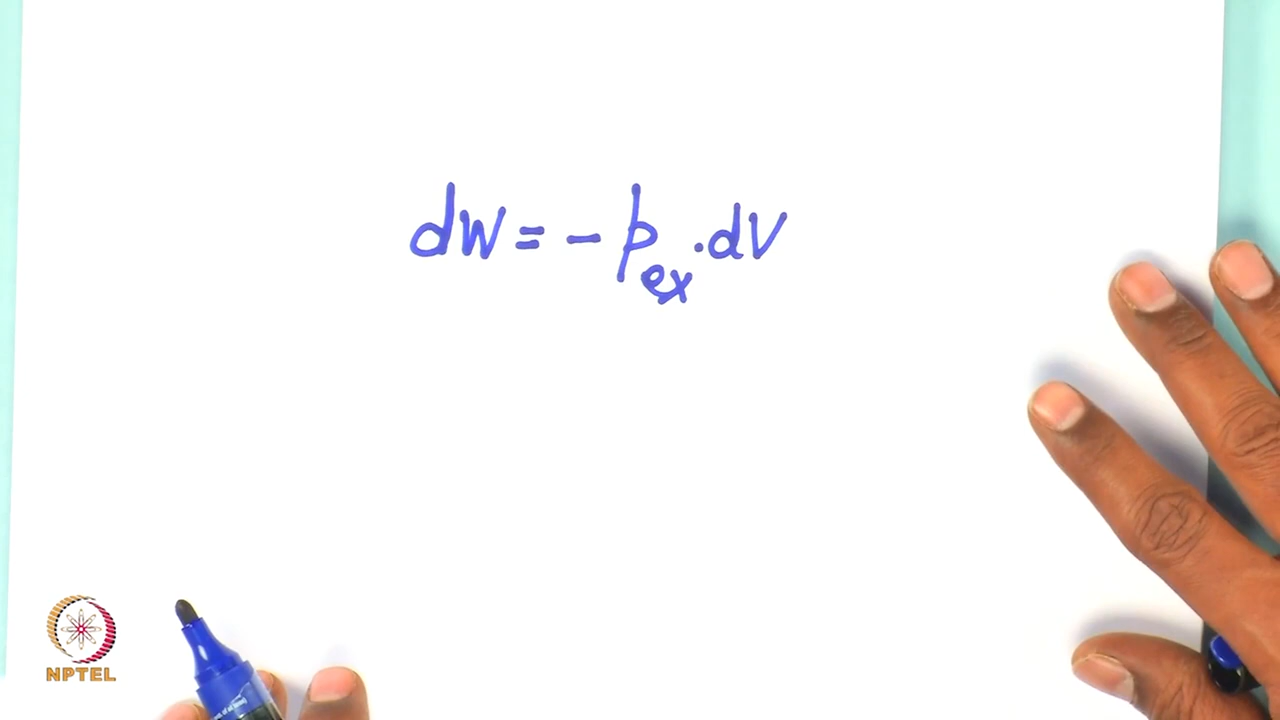 dw = - p_ex . dV
NPTEL